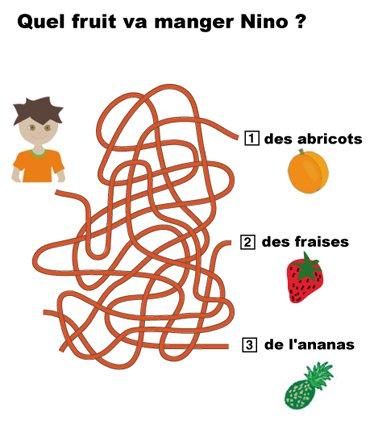 Quel fruit va manger Nino ?
1 des abricots
2 des fraises
3 de l'ananas